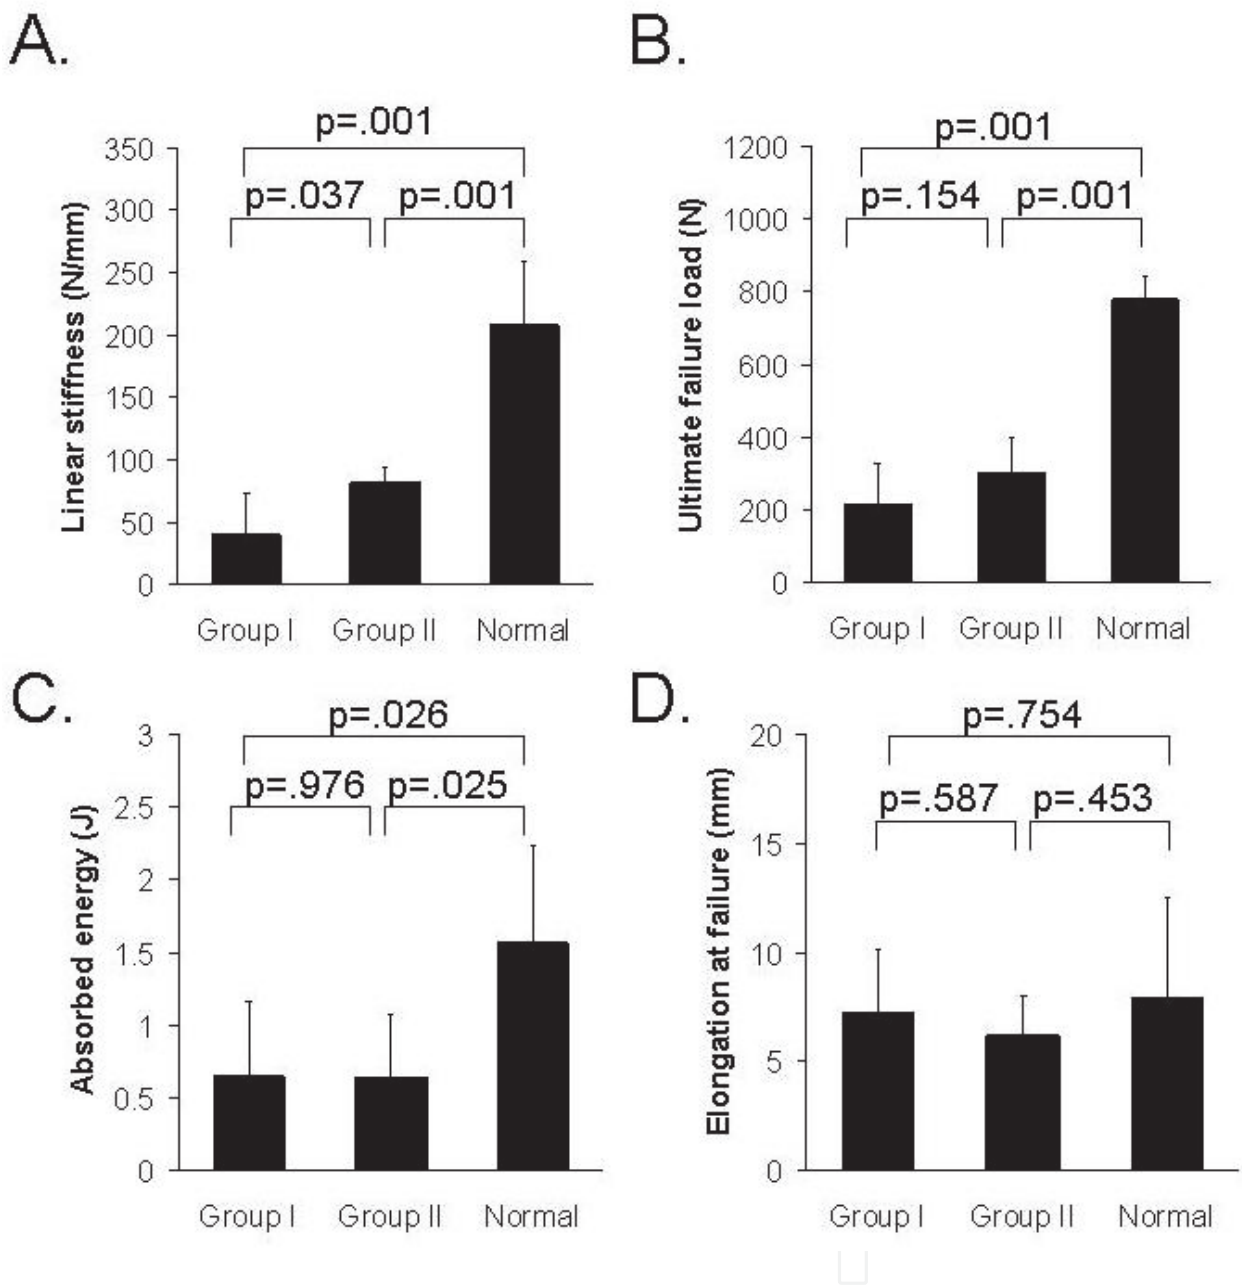 A.
p=.001
p=.037
p=.001
Linear stiffness (N/mm)
350
300
250
200
150
100
50
0
Group I
Group II
Normal
B.
p=.001
p=.154
p=.001
Ultimate failure load (N)
1200
1000
800
600
400
200
0
Group I
Group II
Normal
C.
p=.026
p=.976
p=.025
Absorbed energy (J)
3
2.5
2
1.5
1
0.5
0
Group I
Group II
Normal
D.
p=.754
p=.587
p=.453
Elongation at failure (mm)
20
15
10
5
0
Group I
Group II
Normal